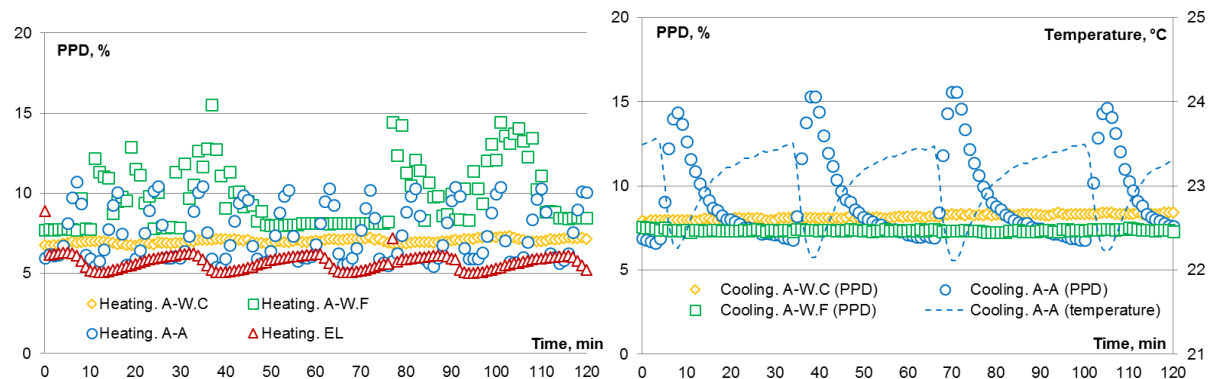 PPD, %
20
15
10
5
0
Heating. A-W.C
Heating. A-W.F
Heating. A-A
Heating. EL
Time, min
0 10 20 30 40 50 60 70 80 90 100 110 120
PPD, %
Temperature, °C
20
15
10
5
0
25
24
23
22
21
Cooling. A-W.C (PPD)
Cooling. A-A (PPD)
Cooling. A-W.F (PPD)
Cooling. A-A (temperature)
Time, min
0 10 20 30 40 50 60 70 80 90 100 110 120